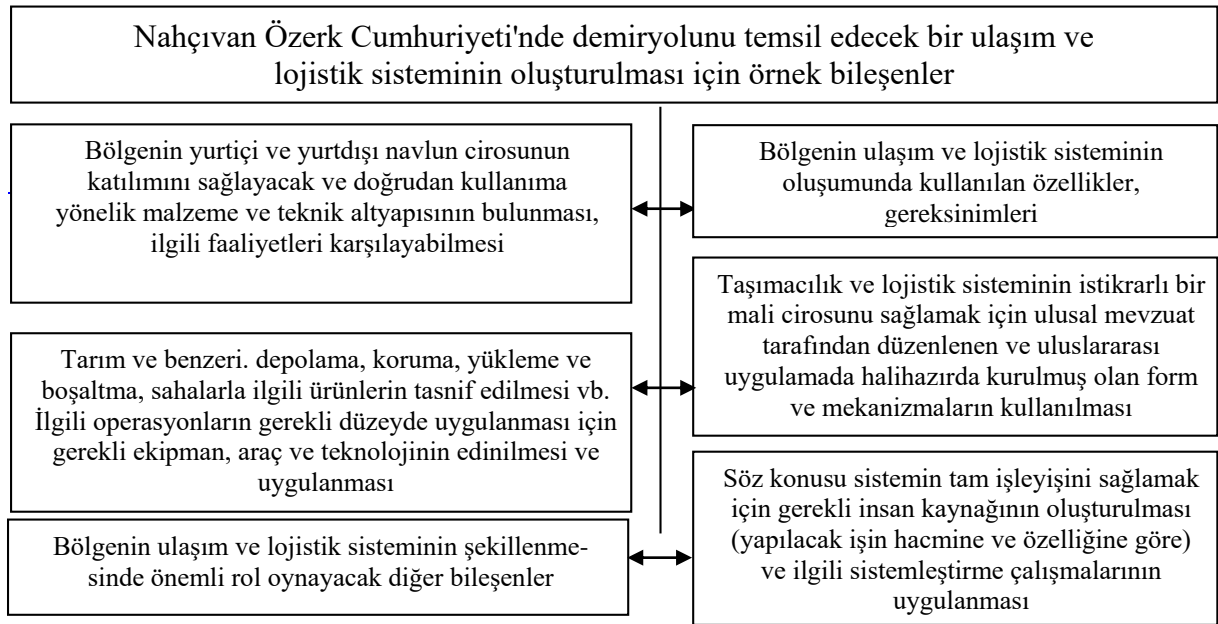 Nahçıvan Özerk Cumhuriyeti'nde demiryolunu temsil edecek bir ulaşım ve
lojistik sisteminin oluşturulması için örnek bileşenler
Bölgenin yurtiçi ve yurtdışı navlun cirosunun
katılımını sağlayacak ve doğrudan kullanıma
yönelik malzeme ve teknik altyapısının bulunması,
ilgili faaliyetleri karşılayabilmesi
Bölgenin ulaşım ve lojistik sisteminin
oluşumunda kullanılan özellikler,
gereksinimleri
Tarım ve benzeri. depolama, koruma, yükleme ve
boşaltma, sahalarla ilgili ürünlerin tasnif edilmesi vb.
İlgili operasyonların gerekli düzeyde uygulanması için
gerekli ekipman, araç ve teknolojinin edinilmesi ve
uygulanması
Taşımacılık ve lojistik sisteminin istikrarlı bir
mali cirosunu sağlamak için ulusal mevzuat
tarafından düzenlenen ve uluslararası
uygulamada halihazırda kurulmuş olan form
ve mekanizmaların kullanılması
Bölgenin ulaşım ve lojistik sisteminin şekillenme-
sinde önemli rol oynayacak diğer bileşenler
Söz konusu sistemin tam işleyişini sağlamak
için gerekli insan kaynağının oluşturulması
(yapılacak işin hacmine ve özelliğine göre)
ve ilgili sistemleştirme çalışmalarının
uygulanması